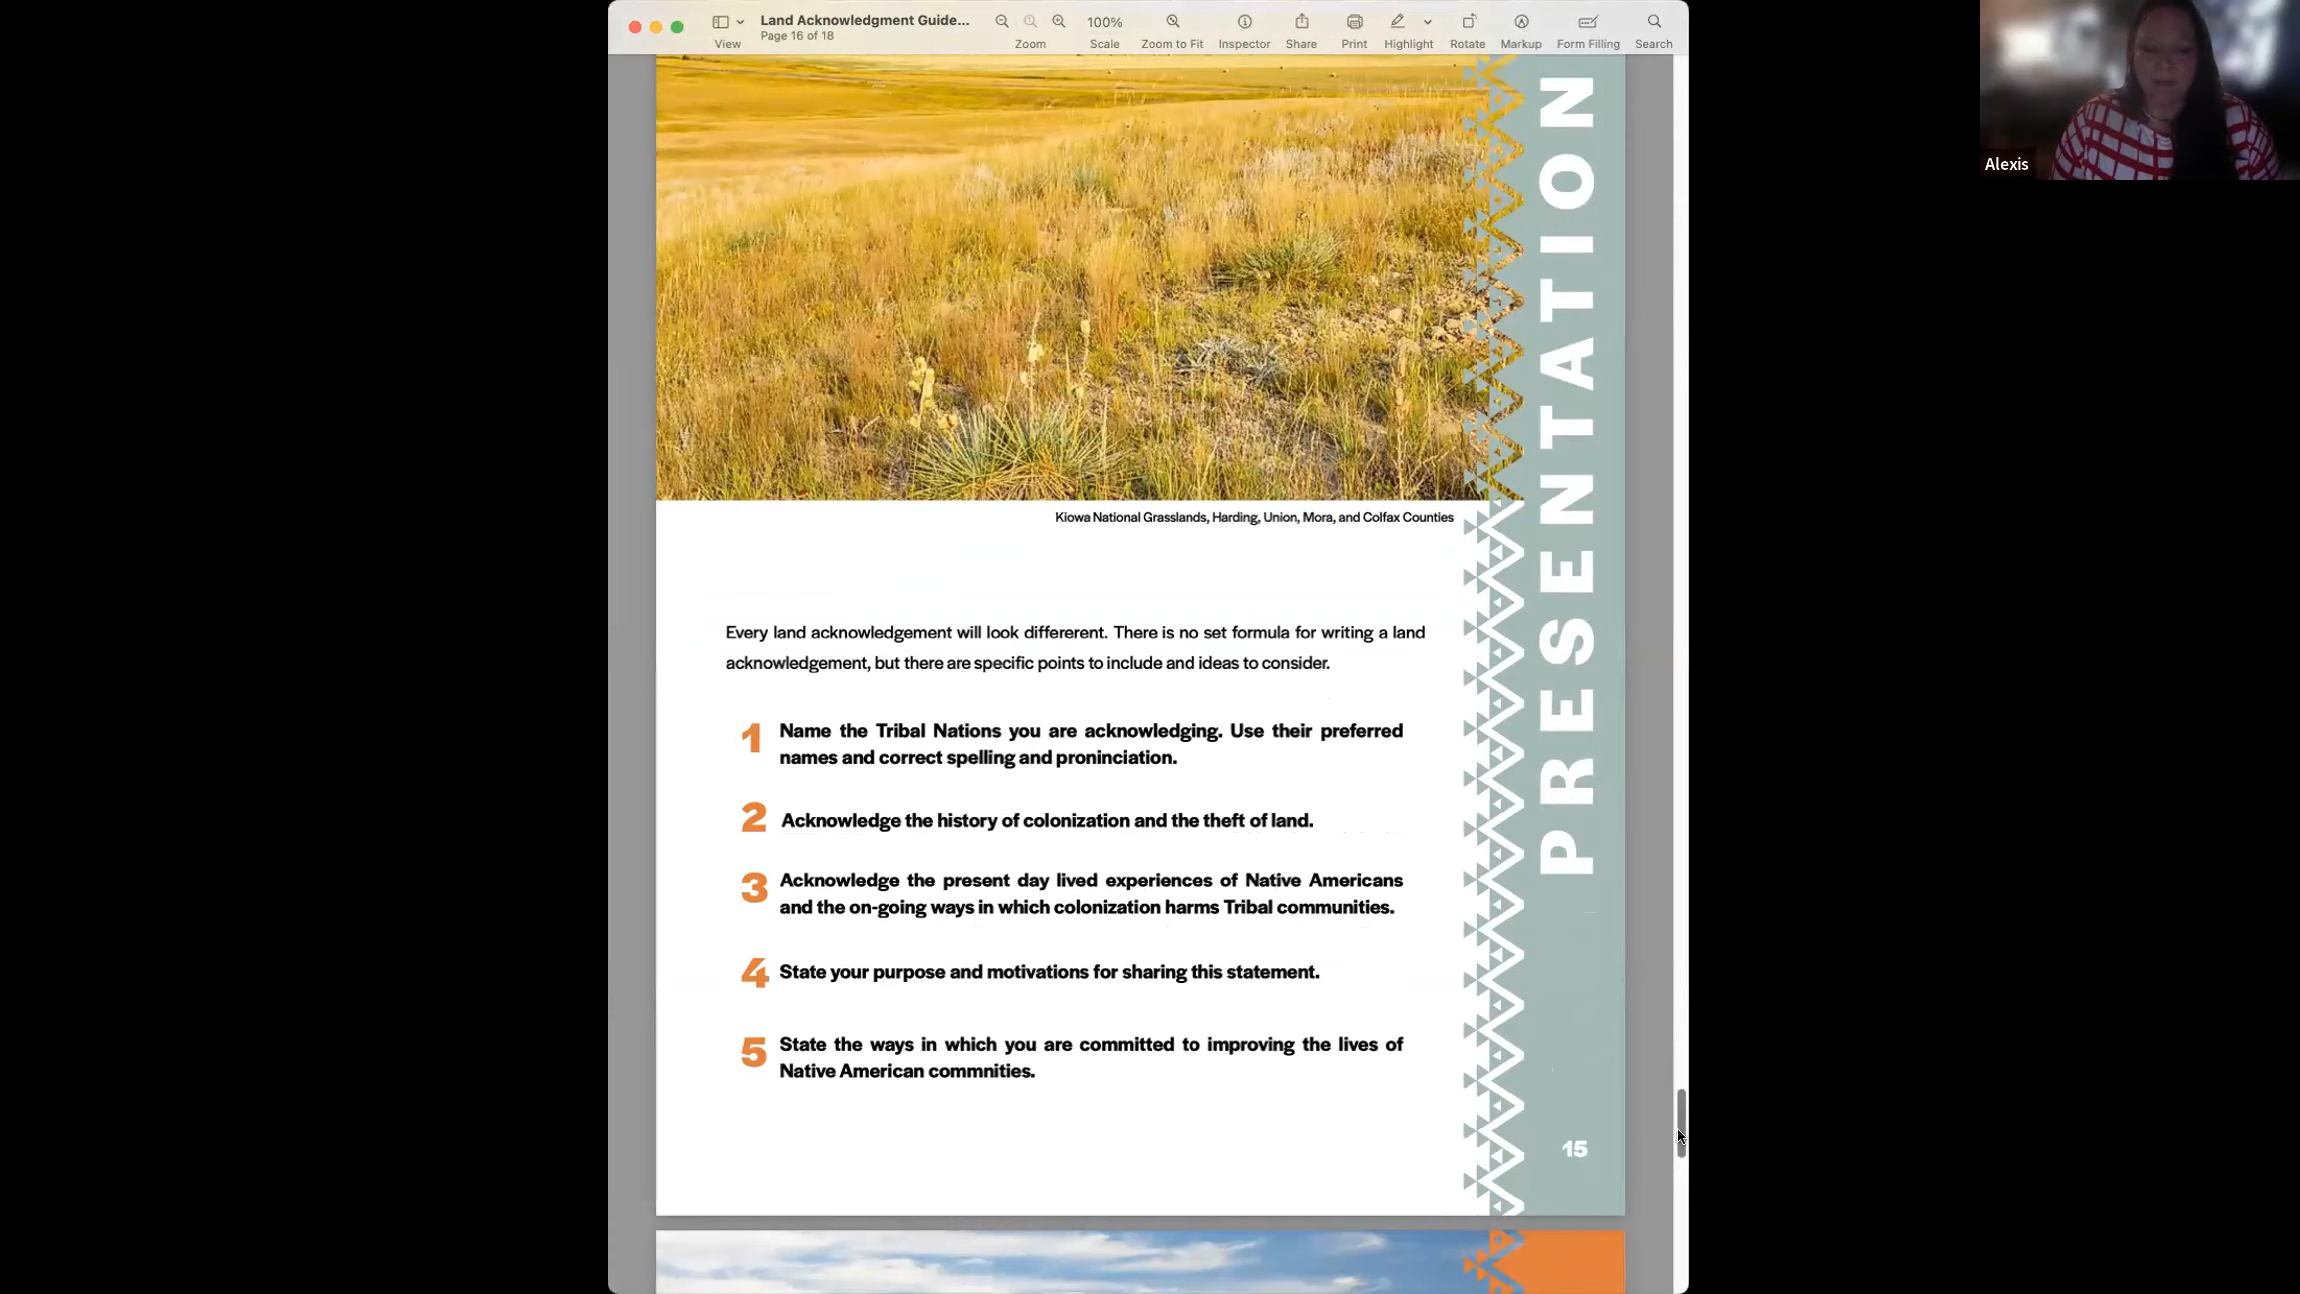 Land Acknowledgment Guide...
Page 16 of 18
View
Zoom
100%
Scale
Zoom to Fit
Inspector
Share
Print
Highlight
Rotate
Markup
Form Filling
Search
Alexis
PRESENTATION
Kiowa National Grasslands, Harding, Union, Mora, and Colfax Counties
Every land acknowledgement will look differerent. There is no set formula for writing a land
acknowledgement, but there are specific points to include and ideas to consider.
1 Name the Tribal Nations you are acknowledging. Use their preferred
names and correct spelling and proninciation.
2 Acknowledge the history of colonization and the theft of land.
3 Acknowledge the present day lived experiences of Native Americans
and the on-going ways in which colonization harms Tribal communities.
4 State your purpose and motivations for sharing this statement.
5 State the ways in which you are committed to improving the lives of
Native American commnities.
15